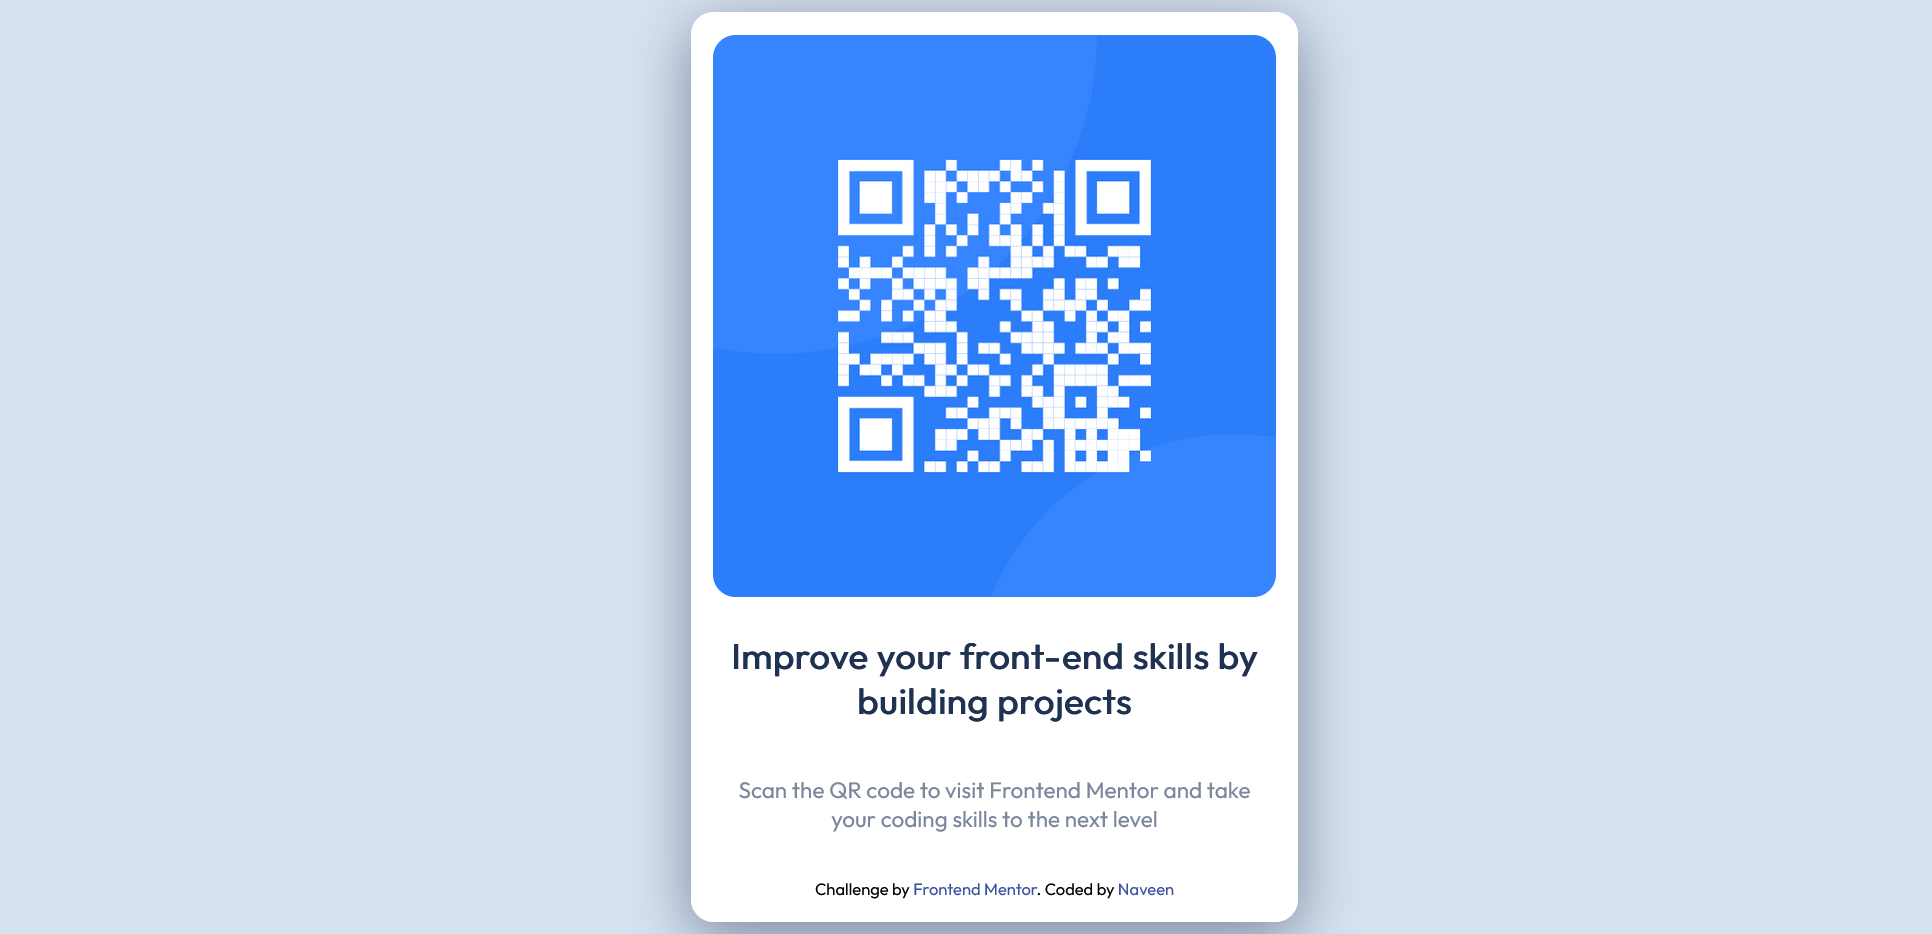 Improve your front-end skills by
building projects
Scan the QR code to visit Frontend Mentor and take
your coding skills to the next level
Challenge by Frontend Mentor. Coded by Naveen